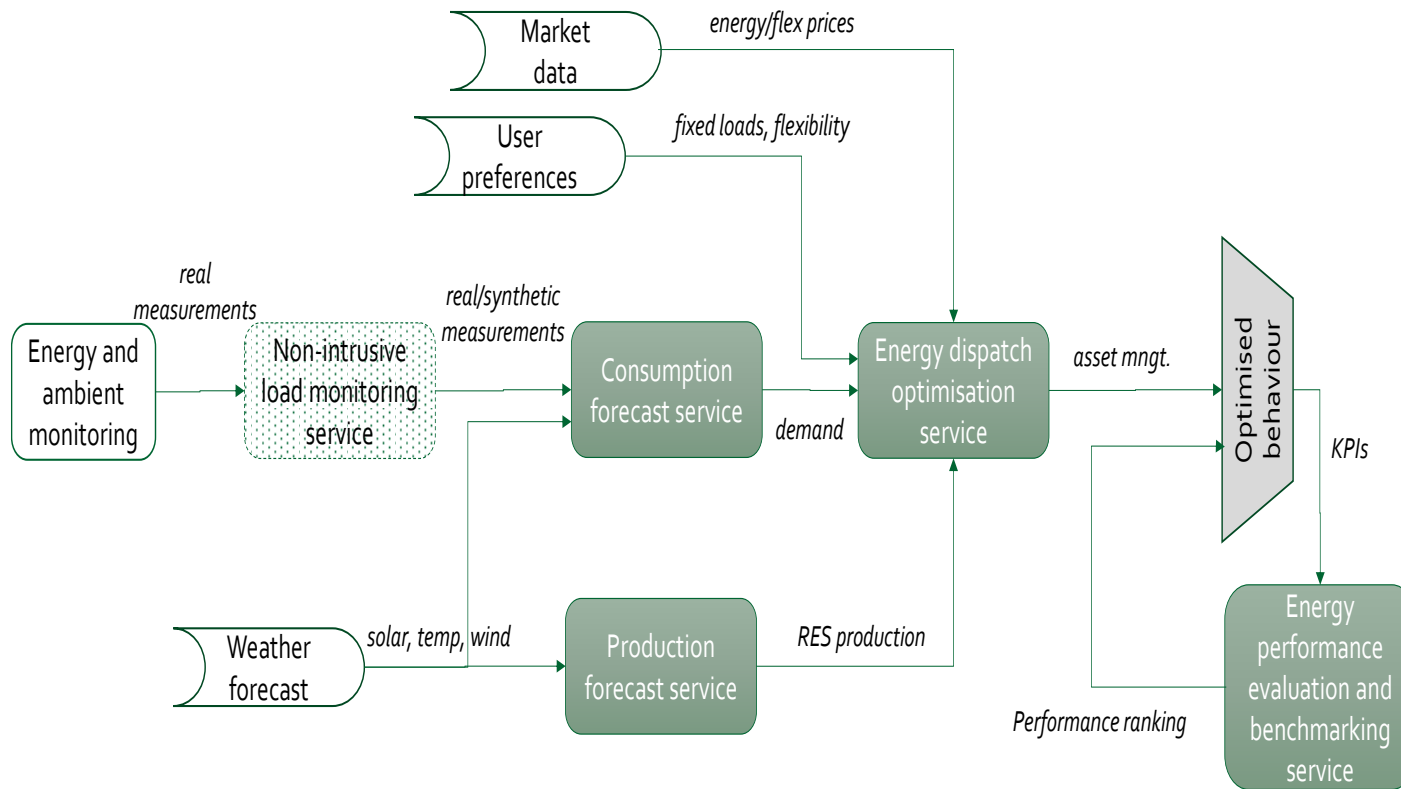 Market
data
energy/flex prices
User
preferences
fixed loads, flexibility
real
measurements
Energy and
ambient
monitoring
Non-intrusive
load monitoring
service
real/synthetic
measurements
Consumption
forecast service
demand
Energy dispatch
optimisation
service
asset mngt.
Optimised
behaviour
KPIs
Weather
forecast
solar, temp, wind
Production
forecast service
RES production
Performance ranking
Energy
performance
evaluation and
benchmarking
service